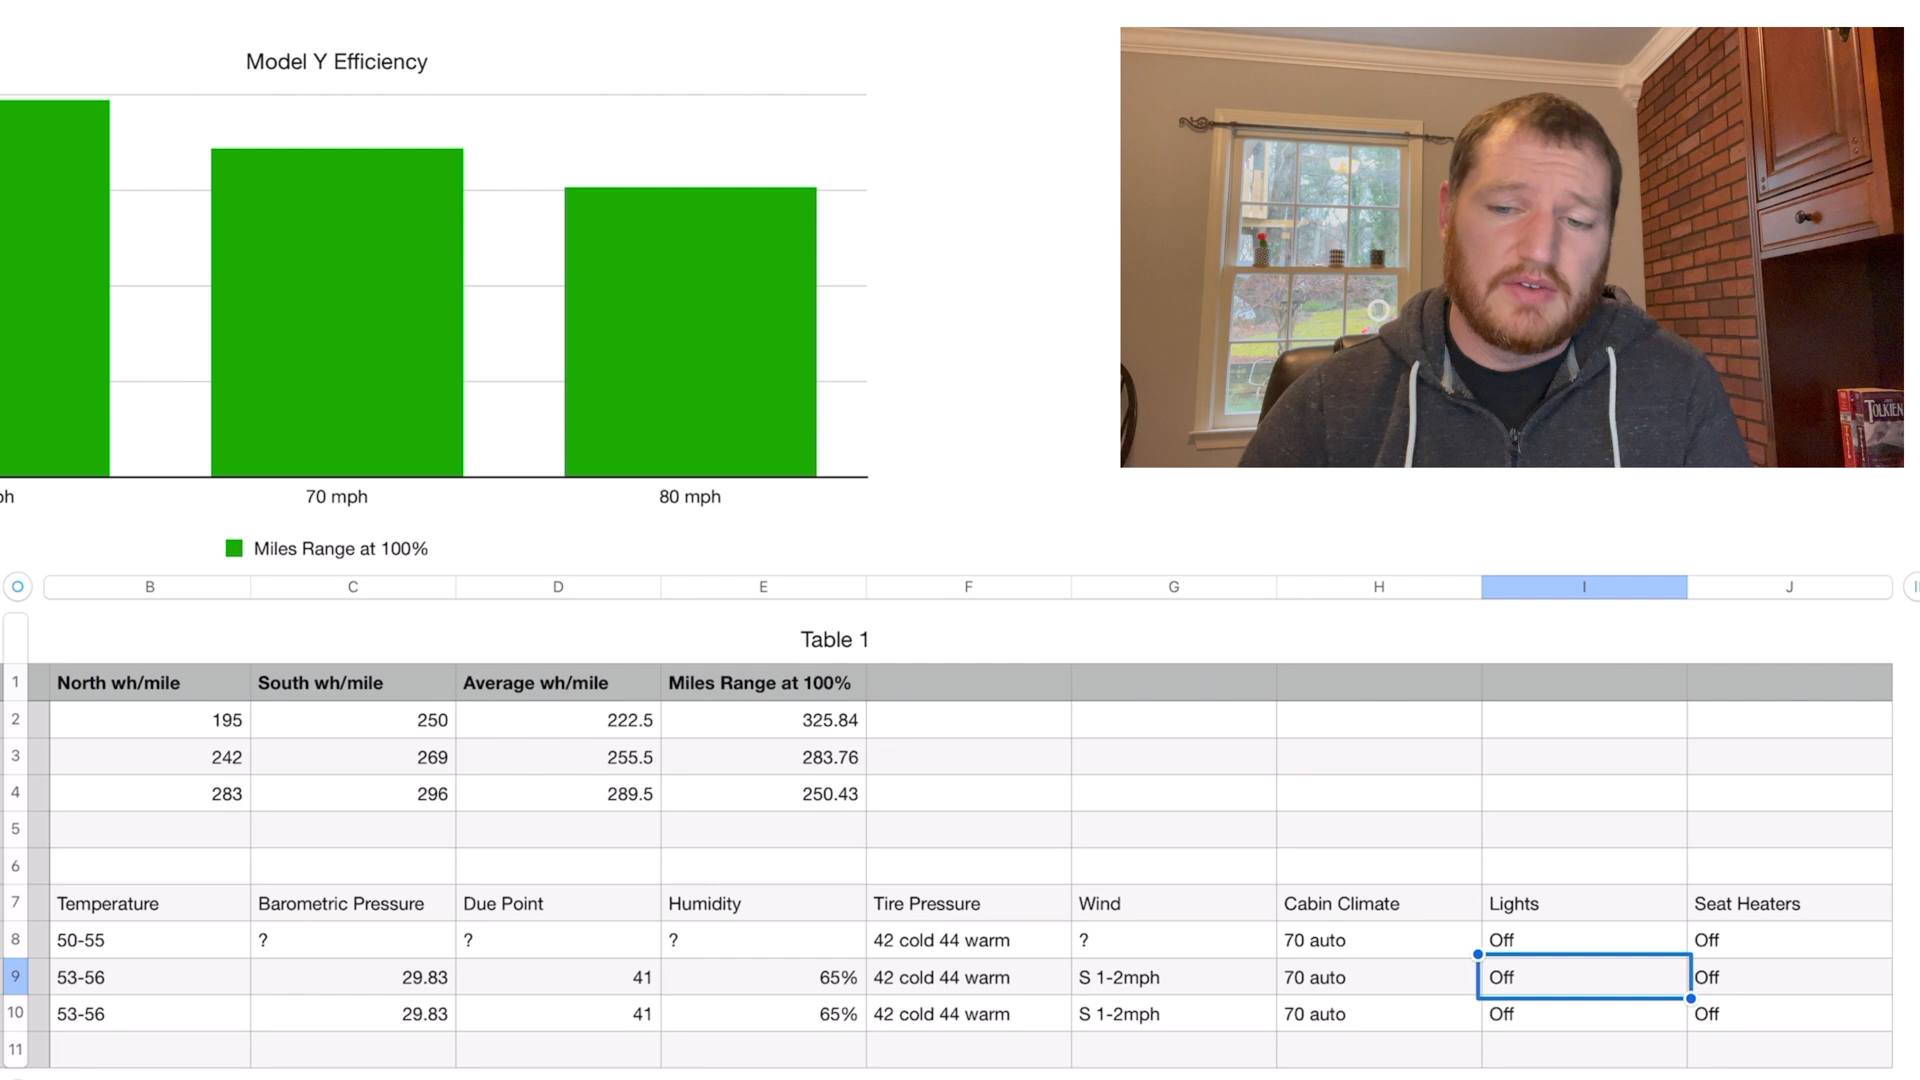 Model Y Efficiency
ph
70 mph
80 mph
Miles Range at 100%
TOLKIEN
B C D E F G H I J
Table 1
1 North wh/mile South wh/mile Average wh/mile Miles Range at 100%
2 195 250 222.5 325.84
3 242 269 255.5 283.76
4 283 296 289.5 250.43
5
6
7 Temperature Barometric Pressure Due Point Humidity Tire Pressure Wind Cabin Climate Lights Seat Heaters
8 50-55 ? ? ? 42 cold 44 warm ? 70 auto Off Off
9 53-56 29.83 41 65% 42 cold 44 warm S 1-2mph 70 auto Off Off
10 53-56 29.83 41 65% 42 cold 44 warm S 1-2mph 70 auto Off Off
11